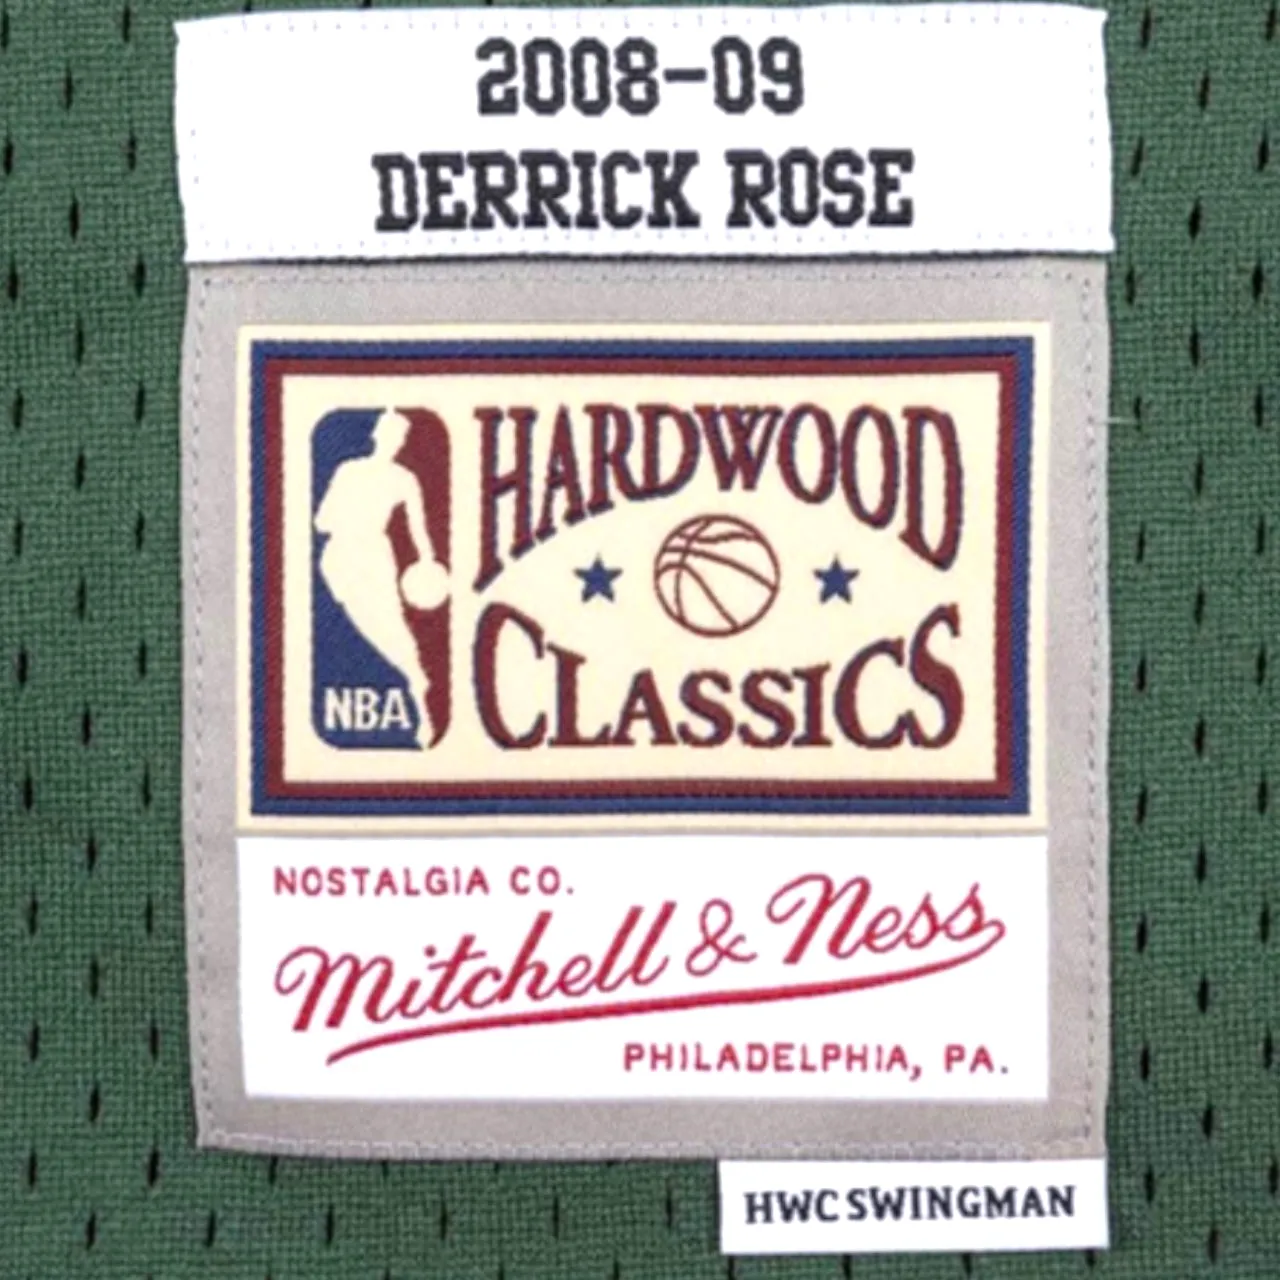 2008-09
DERRICK ROSE
HARDWOOD
CLASSICS
NBA
NOSTALGIA CO.
Mitchell & Ness
PHILADELPHIA, PA.
HWC SWINGMAN